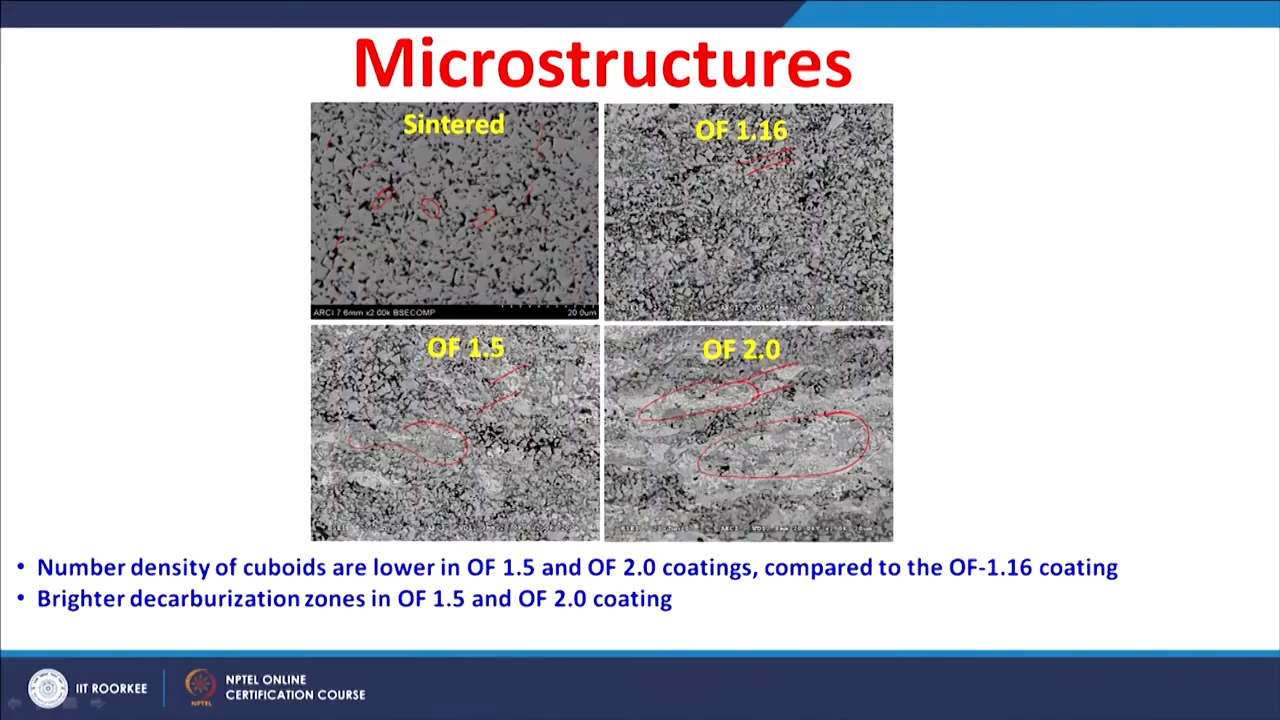 Microstructures
Sintered
OF 1.16
ARCI 7.6mm x2.00k BSECOMP 20.0um
OF 1.5
OF 2.0
• Number density of cuboids are lower in OF 1.5 and OF 2.0 coatings, compared to the OF-1.16 coating
• Brighter decarburization zones in OF 1.5 and OF 2.0 coating
IIT ROORKEE
NPTEL ONLINE
CERTIFICATION COURSE
NPTEL